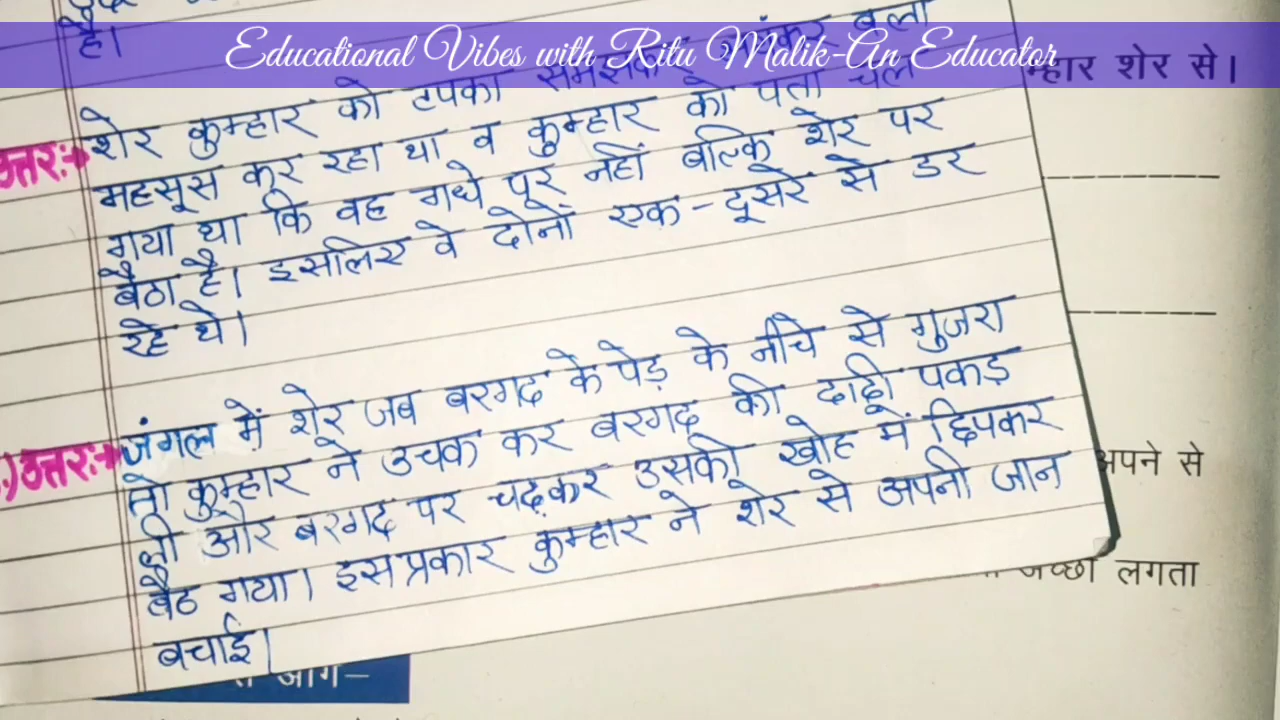 है।
Educational Vibes with Ritu Malik-An Educator
म्हार शेर से।
उत्तरः→ शेर कुम्हार को टपका समझकर
महसूस कर रहा था व कुम्हार को पता चल
गया था कि वह गधे पर नहीं बल्कि शेर पर
बैठा है। इसलिए वे दोनों एक-दूसरे से डर
रहे थे।
उत्तरः→ जंगल में शेर जब बरगद के पेड़ के नीचे से गुजरा
तो कुम्हार ने उचक कर बरगद की दाढ़ी पकड़
ली और बरगद पर चढ़कर उसकी खोह में छिपकर
बैठ गया। इस प्रकार कुम्हार ने शेर से अपनी जान
बचाई।
अपने से
अच्छा लगता